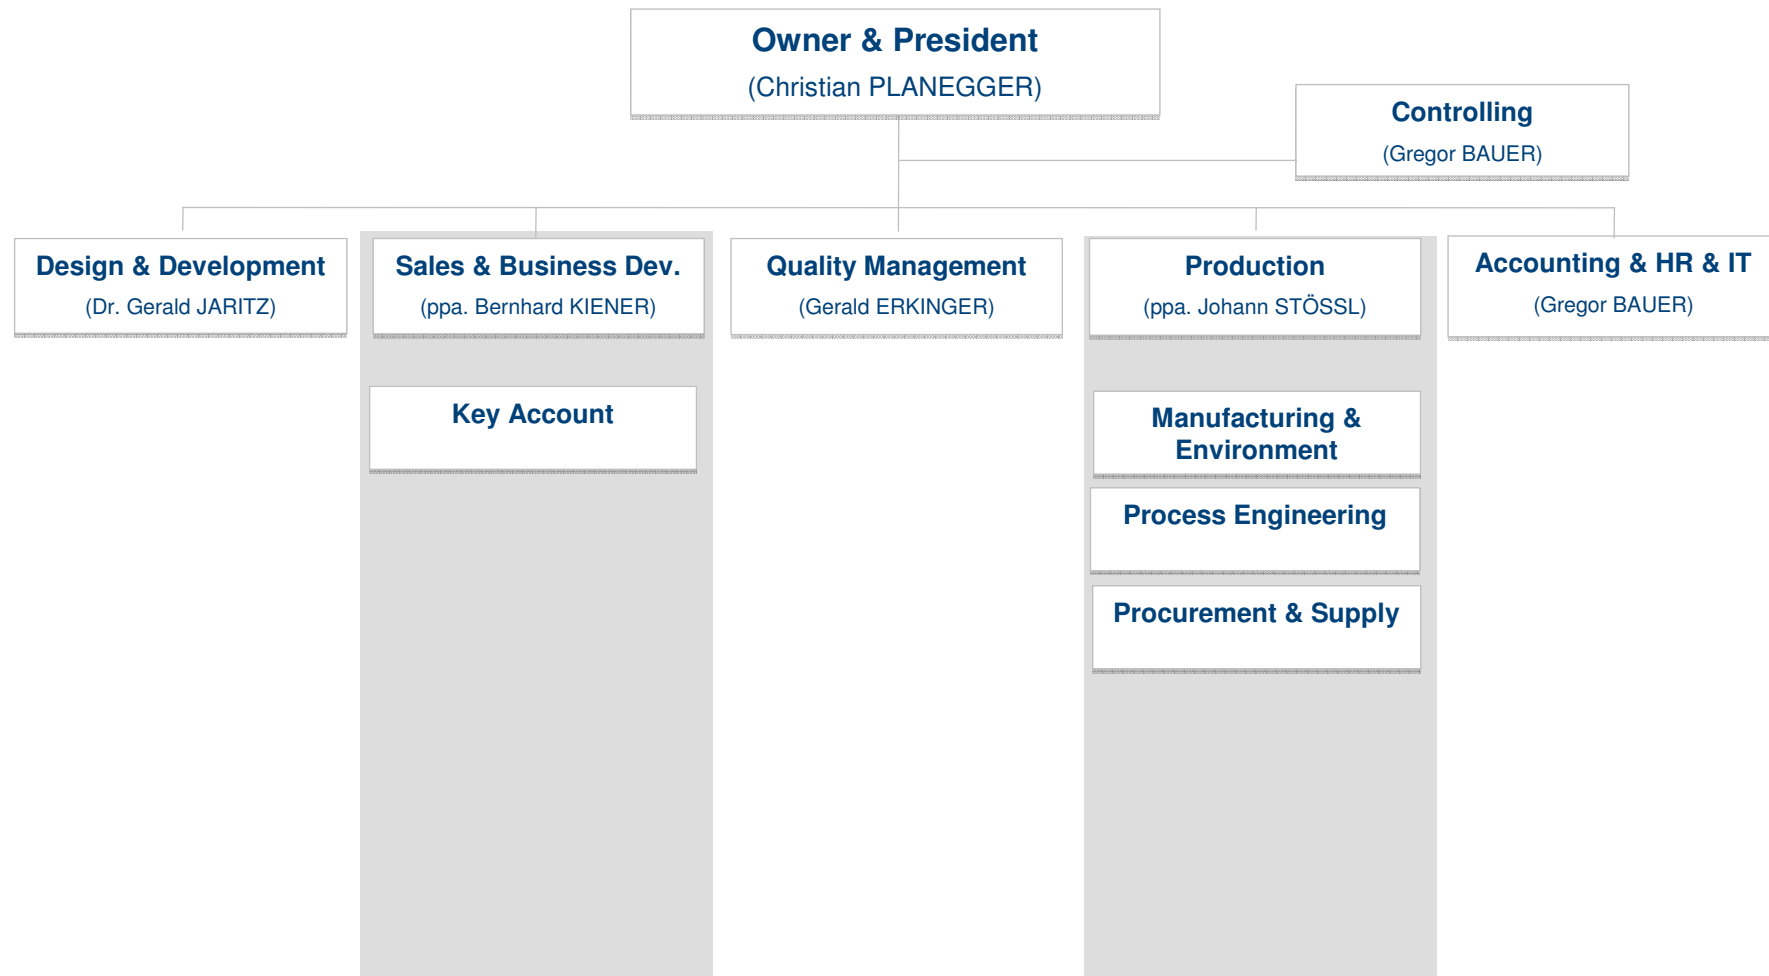 Owner & President
(Christian PLANEGGER)
Controlling
(Gregor BAUER)
Design & Development
(Dr. Gerald JARITZ)
Sales & Business Dev.
(ppa. Bernhard KIENER)
Quality Management
(Gerald ERKINGER)
Production
(ppa. Johann STÖSSL)
Accounting & HR & IT
(Gregor BAUER)
Key Account
Manufacturing &
Environment
Process Engineering
Procurement & Supply